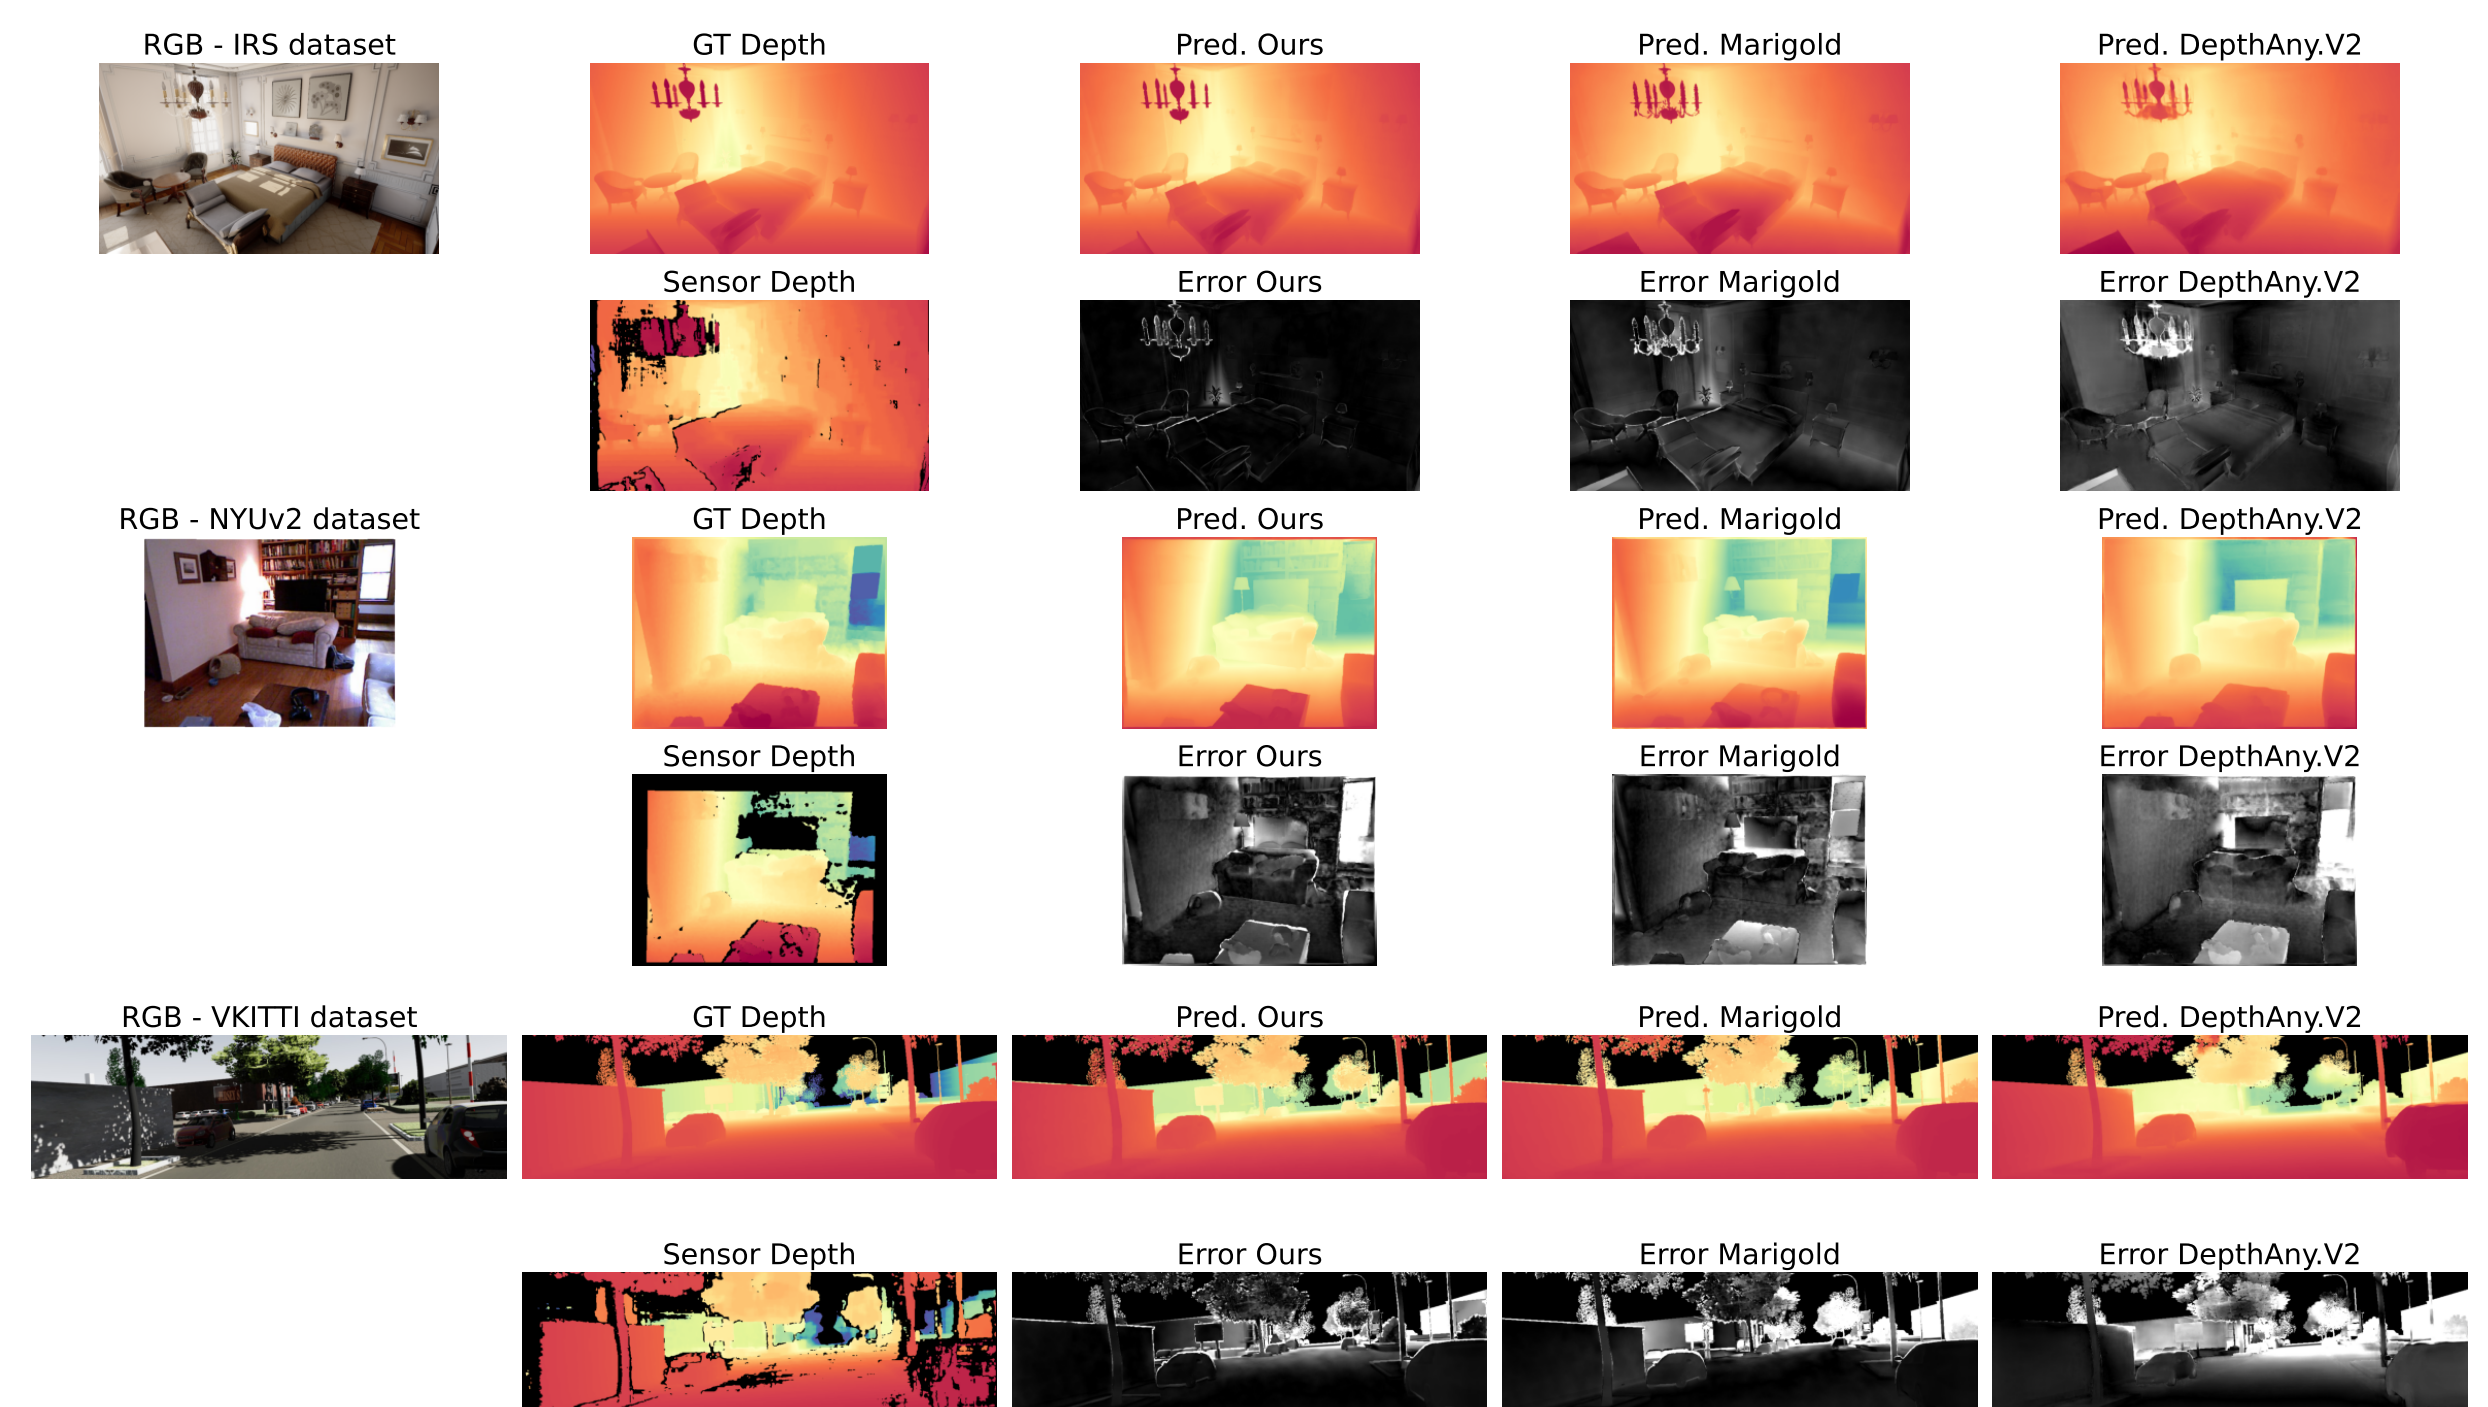 RGB - IRS dataset
GT Depth
Pred. Ours
Pred. Marigold
Pred. DepthAny.V2
Sensor Depth
Error Ours
Error Marigold
Error DepthAny.V2
RGB - NYUv2 dataset
GT Depth
Pred. Ours
Pred. Marigold
Pred. DepthAny.V2
Sensor Depth
Error Ours
Error Marigold
Error DepthAny.V2
RGB - VKITTI dataset
GT Depth
Pred. Ours
Pred. Marigold
Pred. DepthAny.V2
Sensor Depth
Error Ours
Error Marigold
Error DepthAny.V2